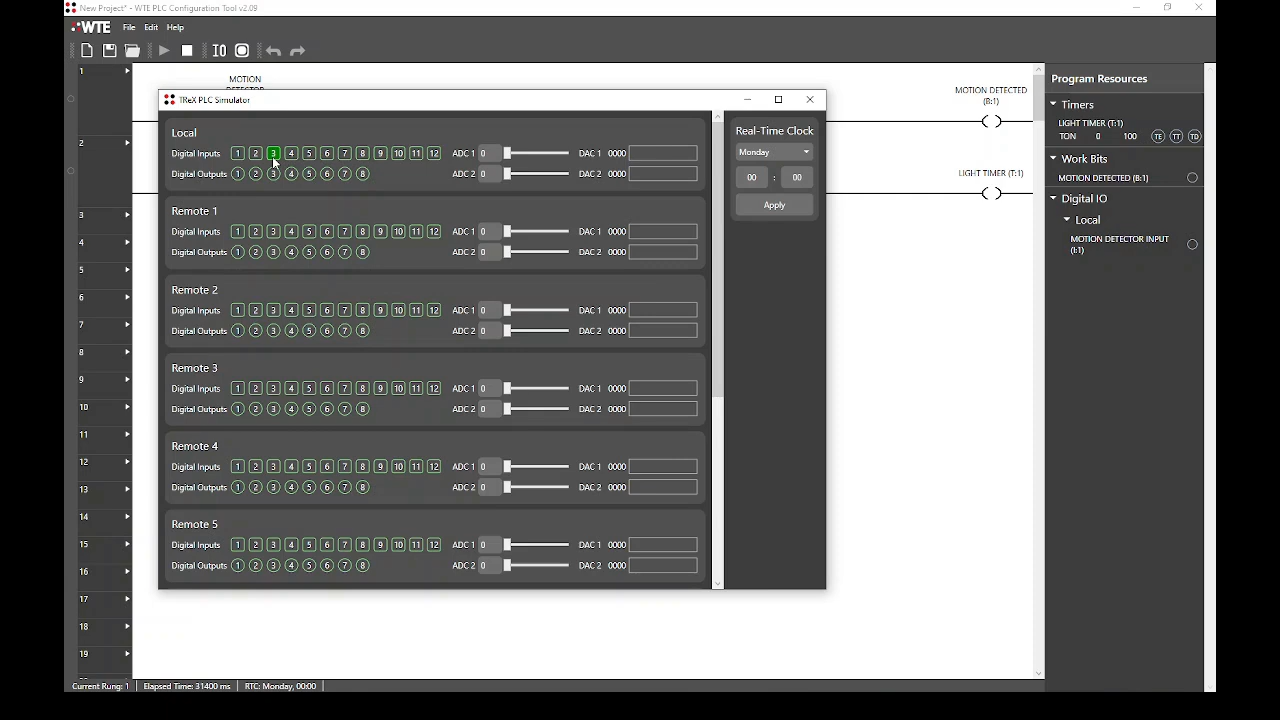 New Project* - WTE PLC Configuration Tool v2.09
WTE File Edit Help
IO
1
MOTION
DETECTOR
MOTION DETECTED
(B:1)
2
LIGHT TIMER (T:1)
3
4
5
6
7
8
9
10
11
12
13
14
15
16
17
18
19
TReX PLC Simulator
Local
Digital Inputs 1 2 3 4 5 6 7 8 9 10 11 12 ADC 1 0 DAC 1 0000
Digital Outputs 1 2 3 4 5 6 7 8 ADC 2 0 DAC 2 0000
Remote 1
Digital Inputs 1 2 3 4 5 6 7 8 9 10 11 12 ADC 1 0 DAC 1 0000
Digital Outputs 1 2 3 4 5 6 7 8 ADC 2 0 DAC 2 0000
Remote 2
Digital Inputs 1 2 3 4 5 6 7 8 9 10 11 12 ADC 1 0 DAC 1 0000
Digital Outputs 1 2 3 4 5 6 7 8 ADC 2 0 DAC 2 0000
Remote 3
Digital Inputs 1 2 3 4 5 6 7 8 9 10 11 12 ADC 1 0 DAC 1 0000
Digital Outputs 1 2 3 4 5 6 7 8 ADC 2 0 DAC 2 0000
Remote 4
Digital Inputs 1 2 3 4 5 6 7 8 9 10 11 12 ADC 1 0 DAC 1 0000
Digital Outputs 1 2 3 4 5 6 7 8 ADC 2 0 DAC 2 0000
Remote 5
Digital Inputs 1 2 3 4 5 6 7 8 9 10 11 12 ADC 1 0 DAC 1 0000
Digital Outputs 1 2 3 4 5 6 7 8 ADC 2 0 DAC 2 0000
Real-Time Clock
Monday
00 : 00
Apply
Program Resources
Timers
LIGHT TIMER (T:1)
TON 0 100 TE TT TD
Work Bits
MOTION DETECTED (B:1)
Digital IO
Local
MOTION DETECTOR INPUT
(I:1)
Current Rung: 1 Elapsed Time: 31400 ms RTC: Monday, 00:00